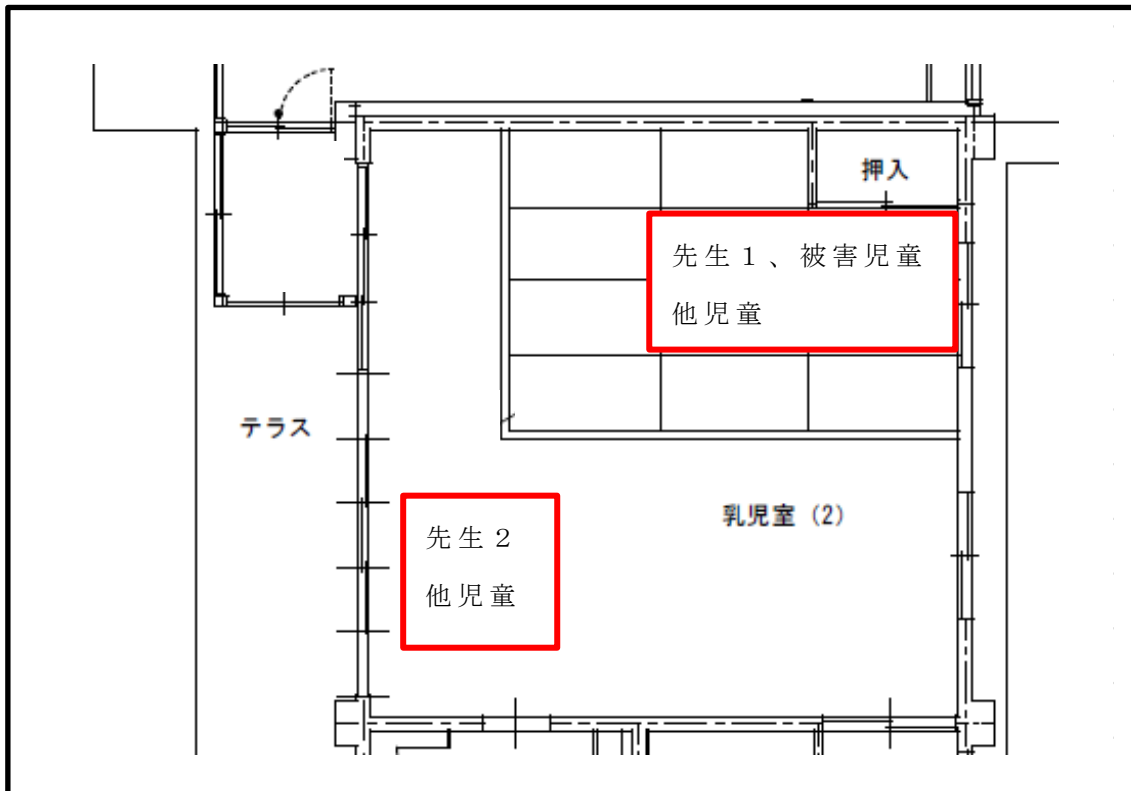 押入
先生１、被害児童
他児童
テラス
乳児室（2）
先生２
他児童